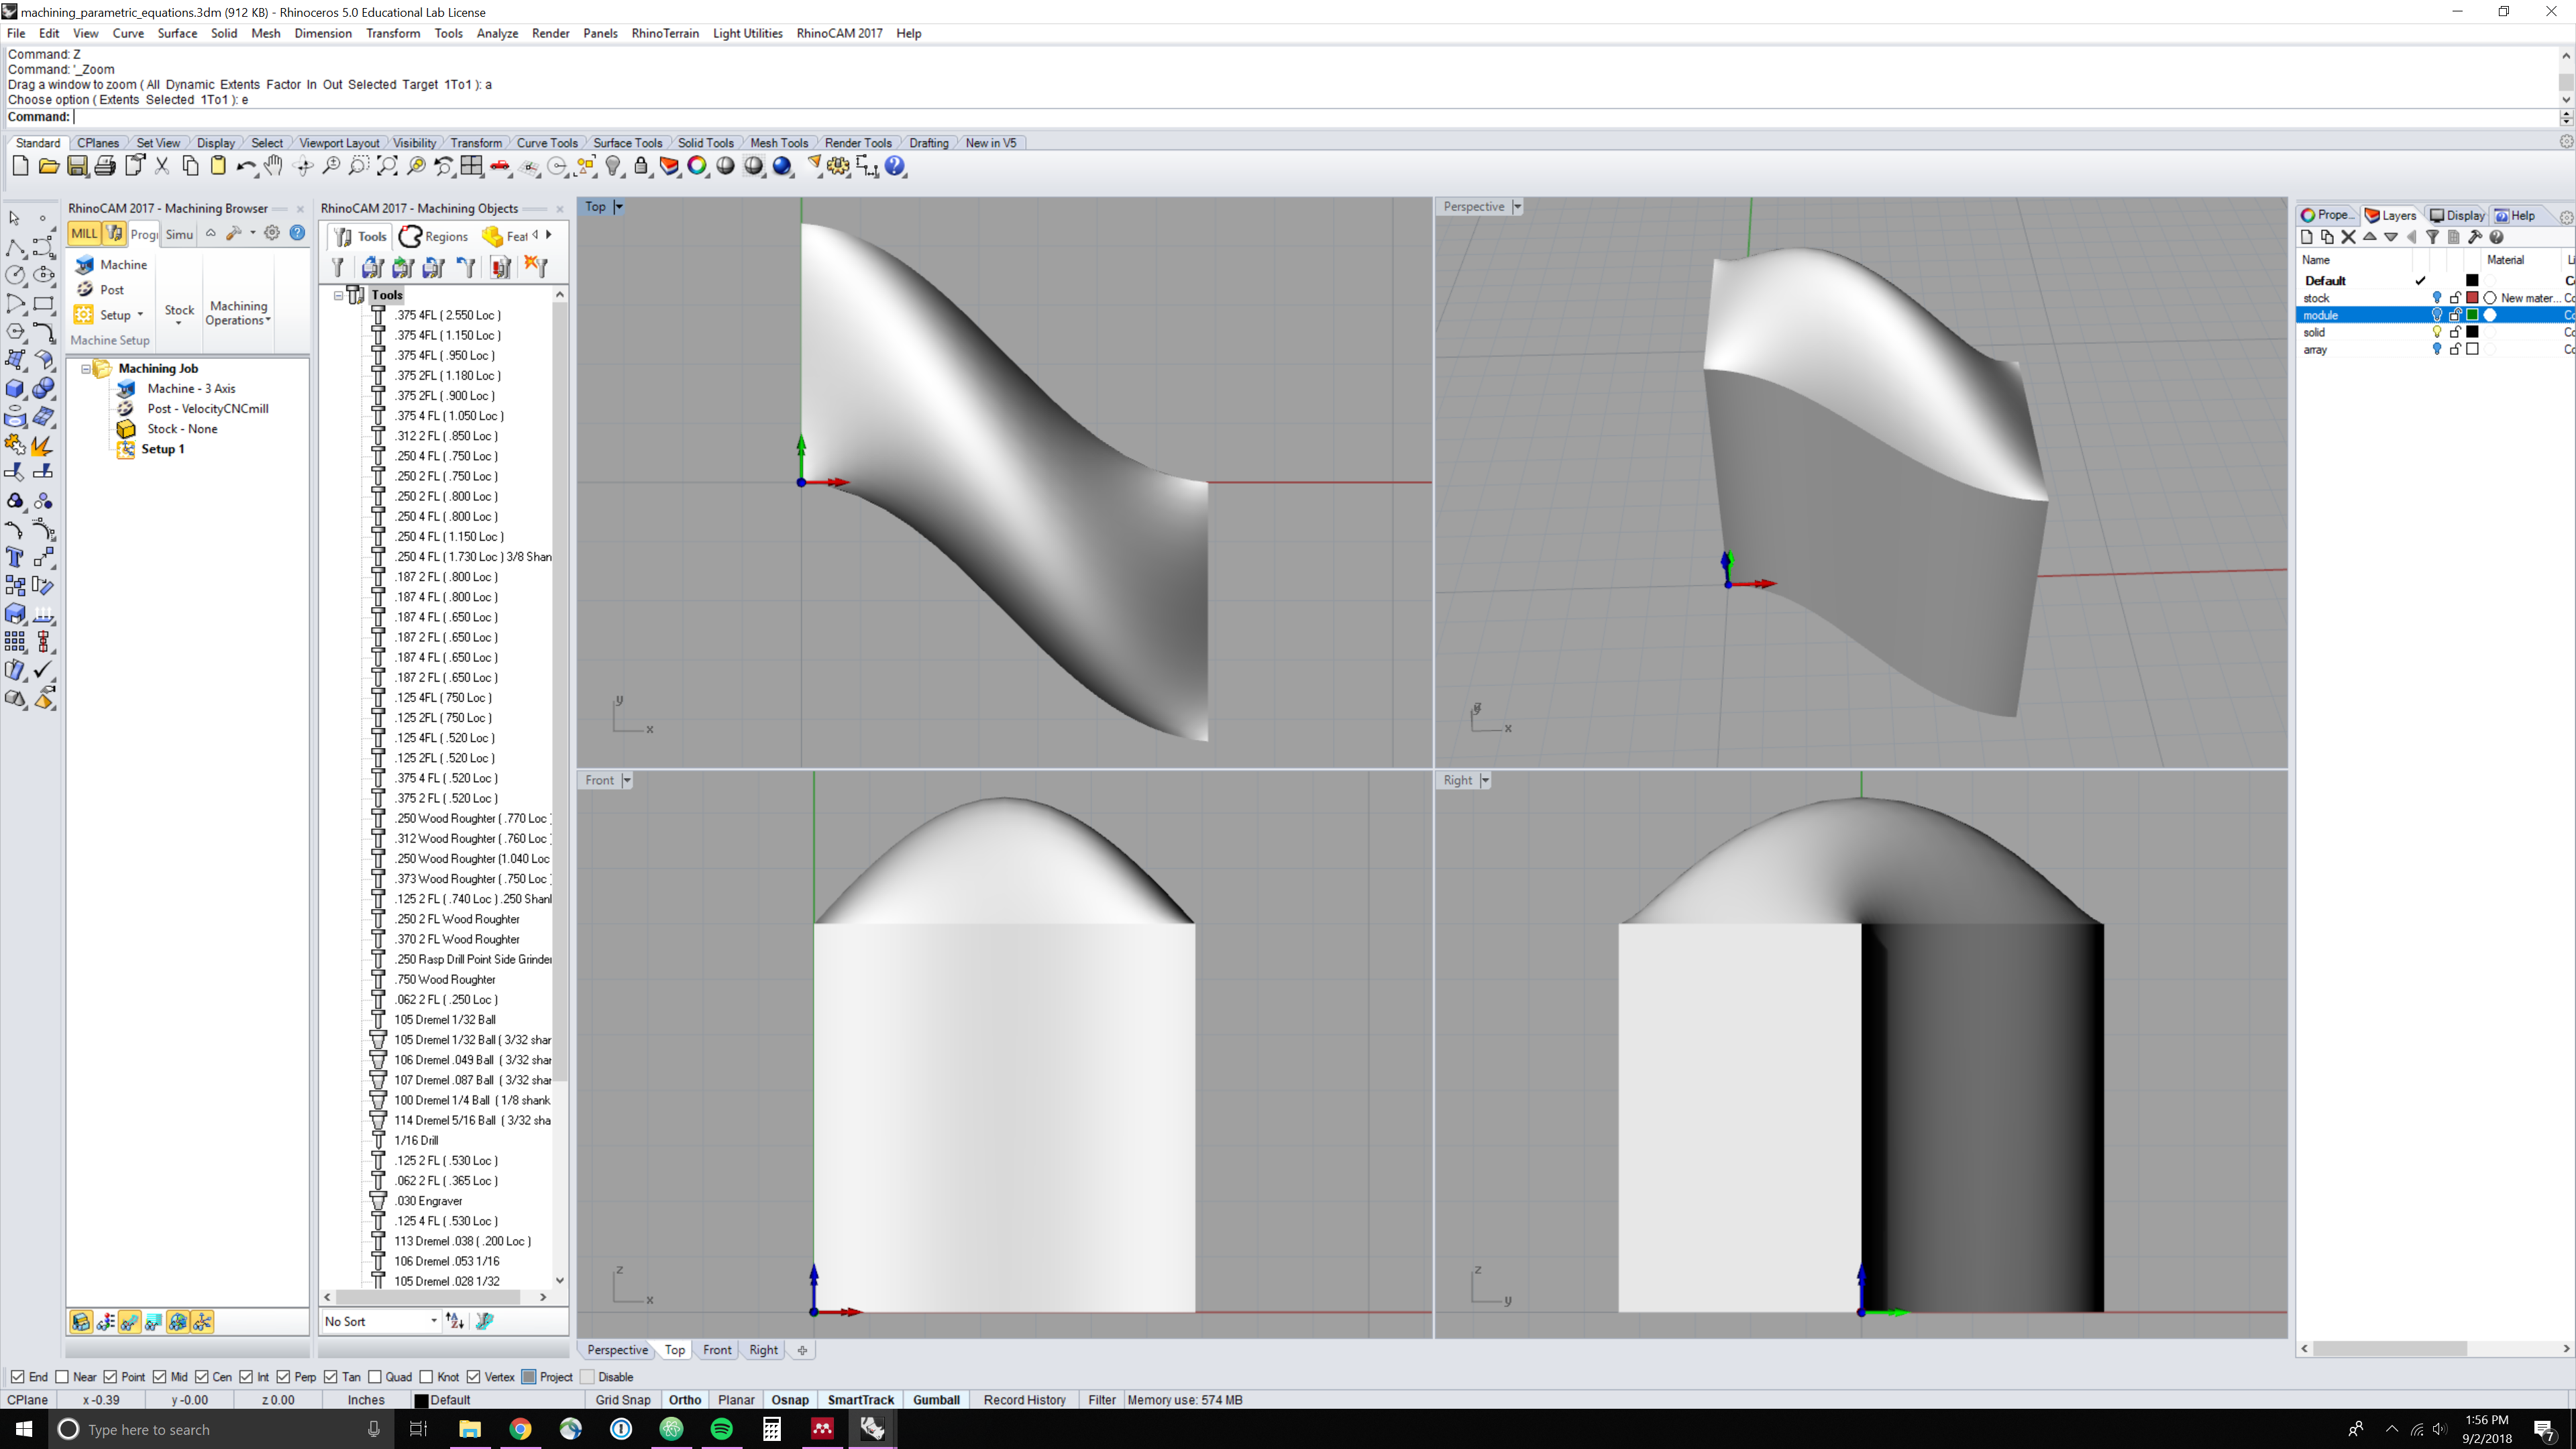 machining_parametric_equations.3dm (912 KB) - Rhinoceros 5.0 Educational Lab License
File Edit View Curve Surface Solid Mesh Dimension Transform Tools Analyze Render Panels RhinoTerrain Light Utilities RhinoCAM 2017 Help
Command: Z
Command: '_Zoom
Drag a window to zoom ( All Dynamic Extents Factor In Out Selected Target 1To1 ): a
Choose option ( Extents Selected 1To1 ): e
Command:
Standard CPlanes Set View Display Select Viewport Layout Visibility Transform Curve Tools Surface Tools Solid Tools Mesh Tools Render Tools Drafting New in V5
RhinoCAM 2017 - Machining Browser
MILL Progr Simu
Machine
Post
Setup
Machine Setup
Stock
Machining Operations
Machining Job
Machine - 3 Axis
Post - VelocityCNCmill
Stock - None
Setup 1
RhinoCAM 2017 - Machining Objects
Tools Regions Feat
Tools
.375 4FL ( 2.550 Loc )
.375 4FL ( 1.150 Loc )
.375 4FL ( .950 Loc )
.375 2FL ( 1.180 Loc )
.375 2FL ( .900 Loc )
.375 4 FL ( 1.050 Loc )
.312 2 FL ( .850 Loc )
.250 4 FL ( .750 Loc )
.250 2 FL ( .750 Loc )
.250 2 FL ( .800 Loc )
.250 4 FL ( .800 Loc )
.250 4 FL ( 1.150 Loc )
.250 4 FL ( 1.730 Loc ) 3/8 Shan
.187 2 FL ( .800 Loc )
.187 4 FL ( .800 Loc )
.187 4 FL ( .650 Loc )
.187 2 FL ( .650 Loc )
.187 4 FL ( .650 Loc )
.187 2 FL ( .650 Loc )
.125 4FL ( 750 Loc )
.125 2FL ( 750 Loc )
.125 4FL ( .520 Loc )
.125 2FL ( .520 Loc )
.375 4 FL ( .520 Loc )
.375 2 FL ( .520 Loc )
.250 Wood Roughter ( .770 Loc )
.312 Wood Roughter ( .760 Loc
.250 Wood Roughter (1.040 Loc
.373 Wood Roughter ( .750 Loc )
.125 2 FL ( .740 Loc ) .250 Shank
.250 2 FL Wood Roughter
.370 2 FL Wood Roughter
.250 Rasp Drill Point Side Grinder
.750 Wood Roughter
.062 2 FL ( .250 Loc )
105 Dremel 1/32 Ball
105 Dremel 1/32 Ball ( 3/32 shan
106 Dremel .049 Ball ( 3/32 shan
107 Dremel .087 Ball ( 3/32 shan
100 Dremel 1/4 Ball ( 1/8 shank
114 Dremel 5/16 Ball ( 3/32 sha
1/16 Drill
.125 2 FL ( .530 Loc )
.062 2 FL ( .365 Loc )
.030 Engraver
.125 4 FL ( .530 Loc )
113 Dremel .038 ( .200 Loc )
106 Dremel .053 1/16
105 Dremel .028 1/32
No Sort
Top
y
x
Perspective
x
Front
z
x
Right
z
y
Perspective Top Front Right
Prope... Layers Display Help
Name Material Li
Default
stock New mater... Co
module Co
solid Co
array Co
End Near Point Mid Cen Int Perp Tan Quad Knot Vertex Project Disable
CPlane x -0.39 y -0.00 z 0.00 Inches Default Grid Snap Ortho Planar Osnap SmartTrack Gumball Record History Filter Memory use: 574 MB
Type here to search
1:56 PM
9/2/2018
7